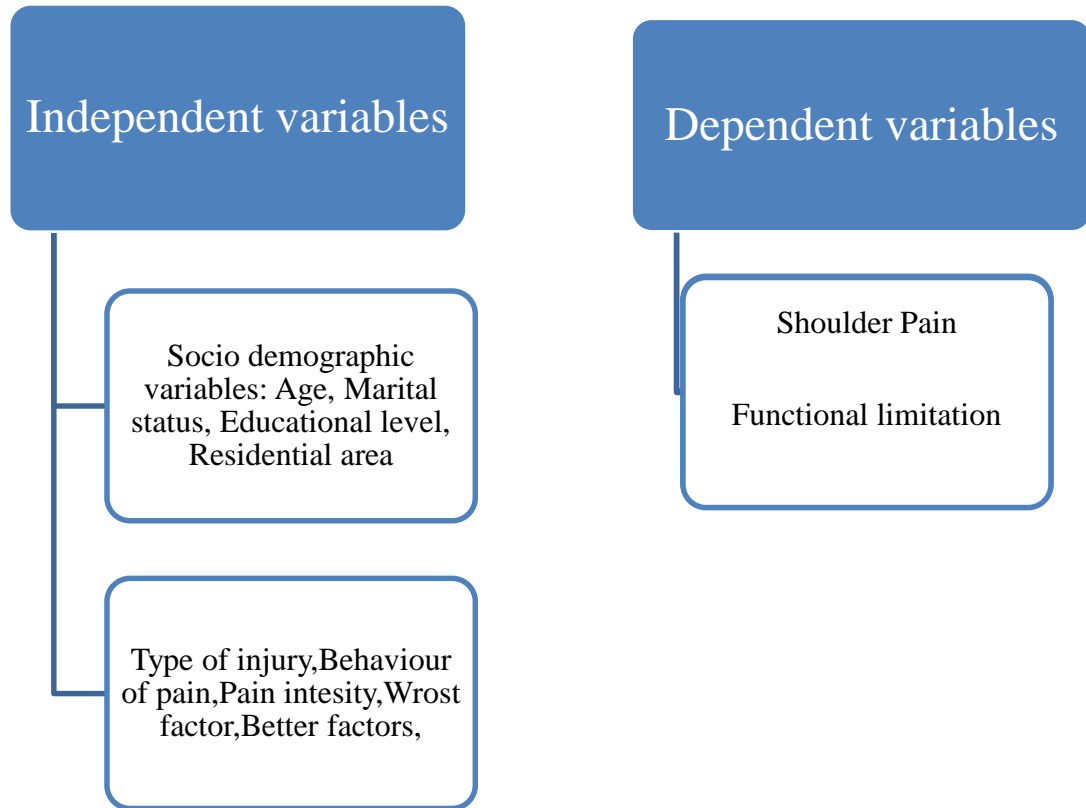 Independent variables
Dependent variables
Socio demographic
variables: Age, Marital
status, Educational level,
Residential area
Shoulder Pain
Functional limitation
Type of injury,Behaviour
of pain,Pain intesity,Wrost
factor,Better factors,